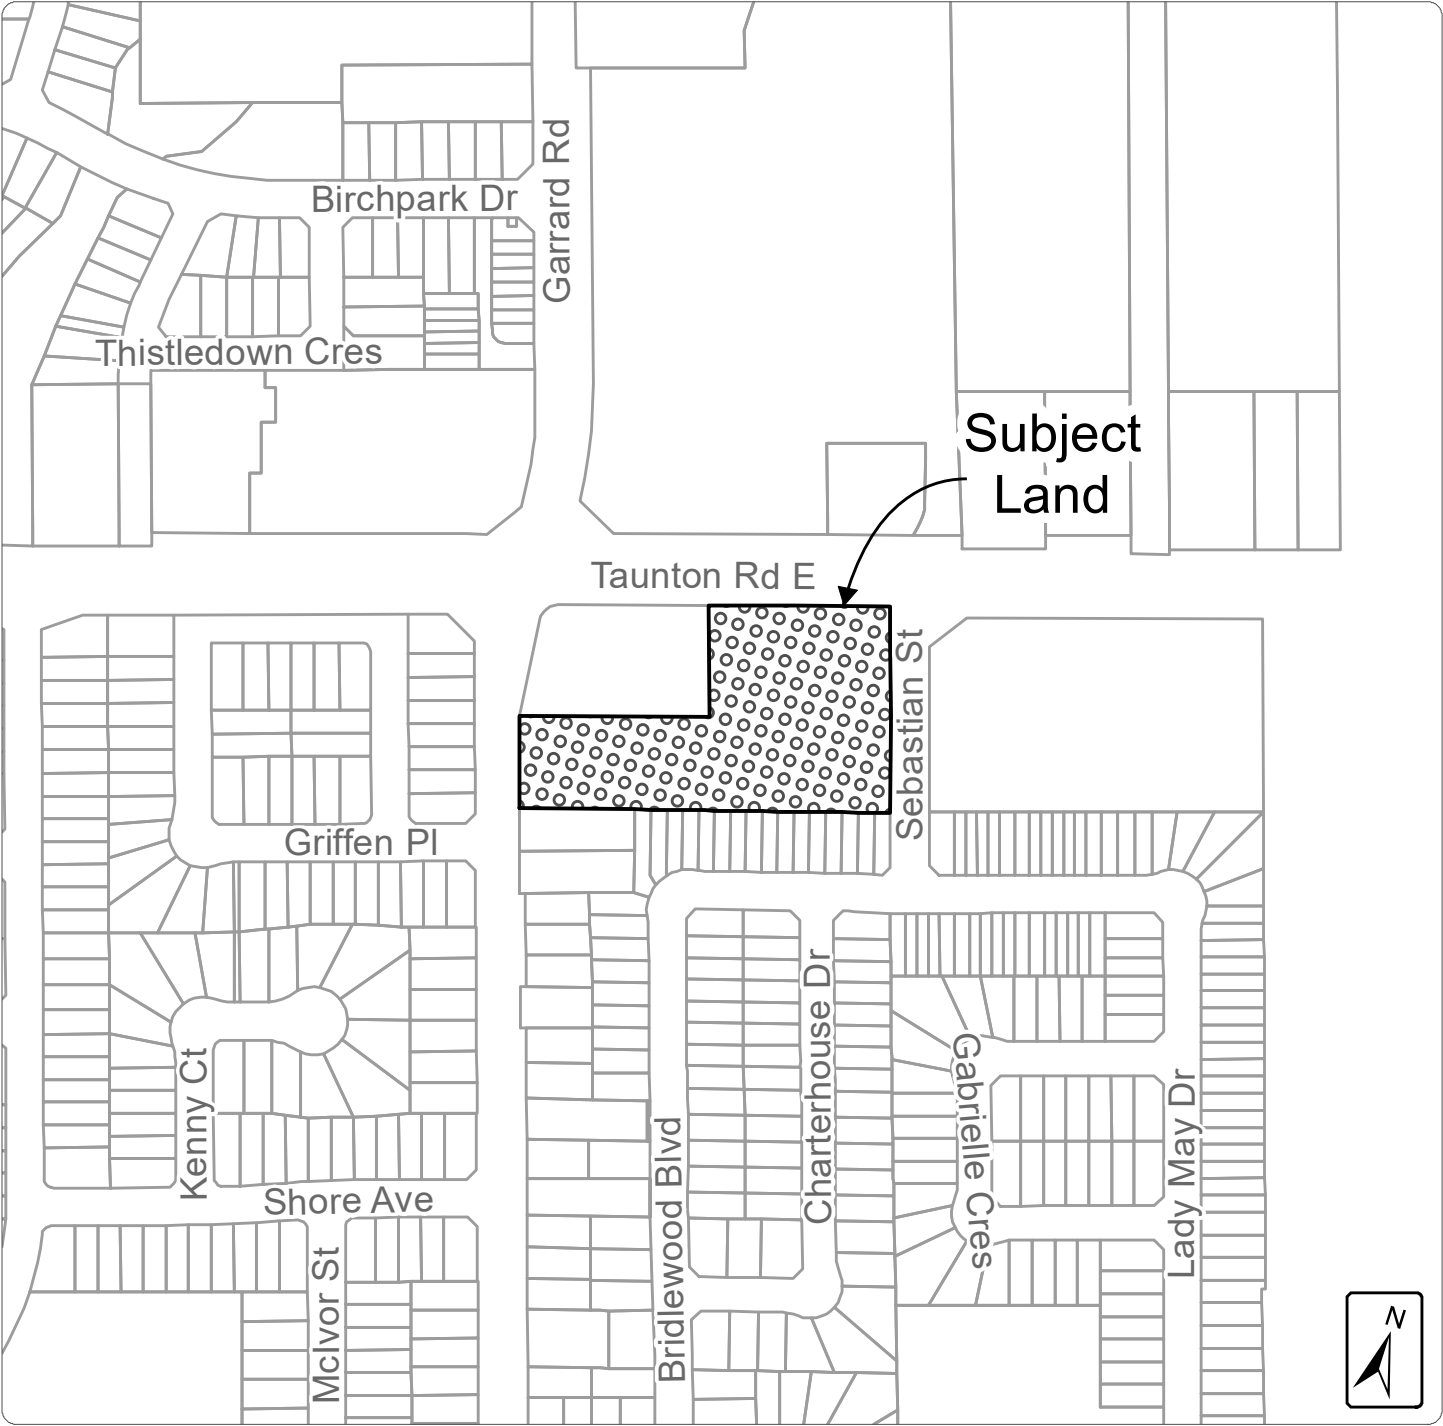 Garrard Rd
Birchpark Dr
Thistledown Cres
Subject
Land
Taunton Rd E
Sebastian St
Griffen Pl
Charterhouse Dr
Gabrielle Cres
Kenny Ct
Lady May Dr
Bridlewood Blvd
Shore Ave
McIvor St
N